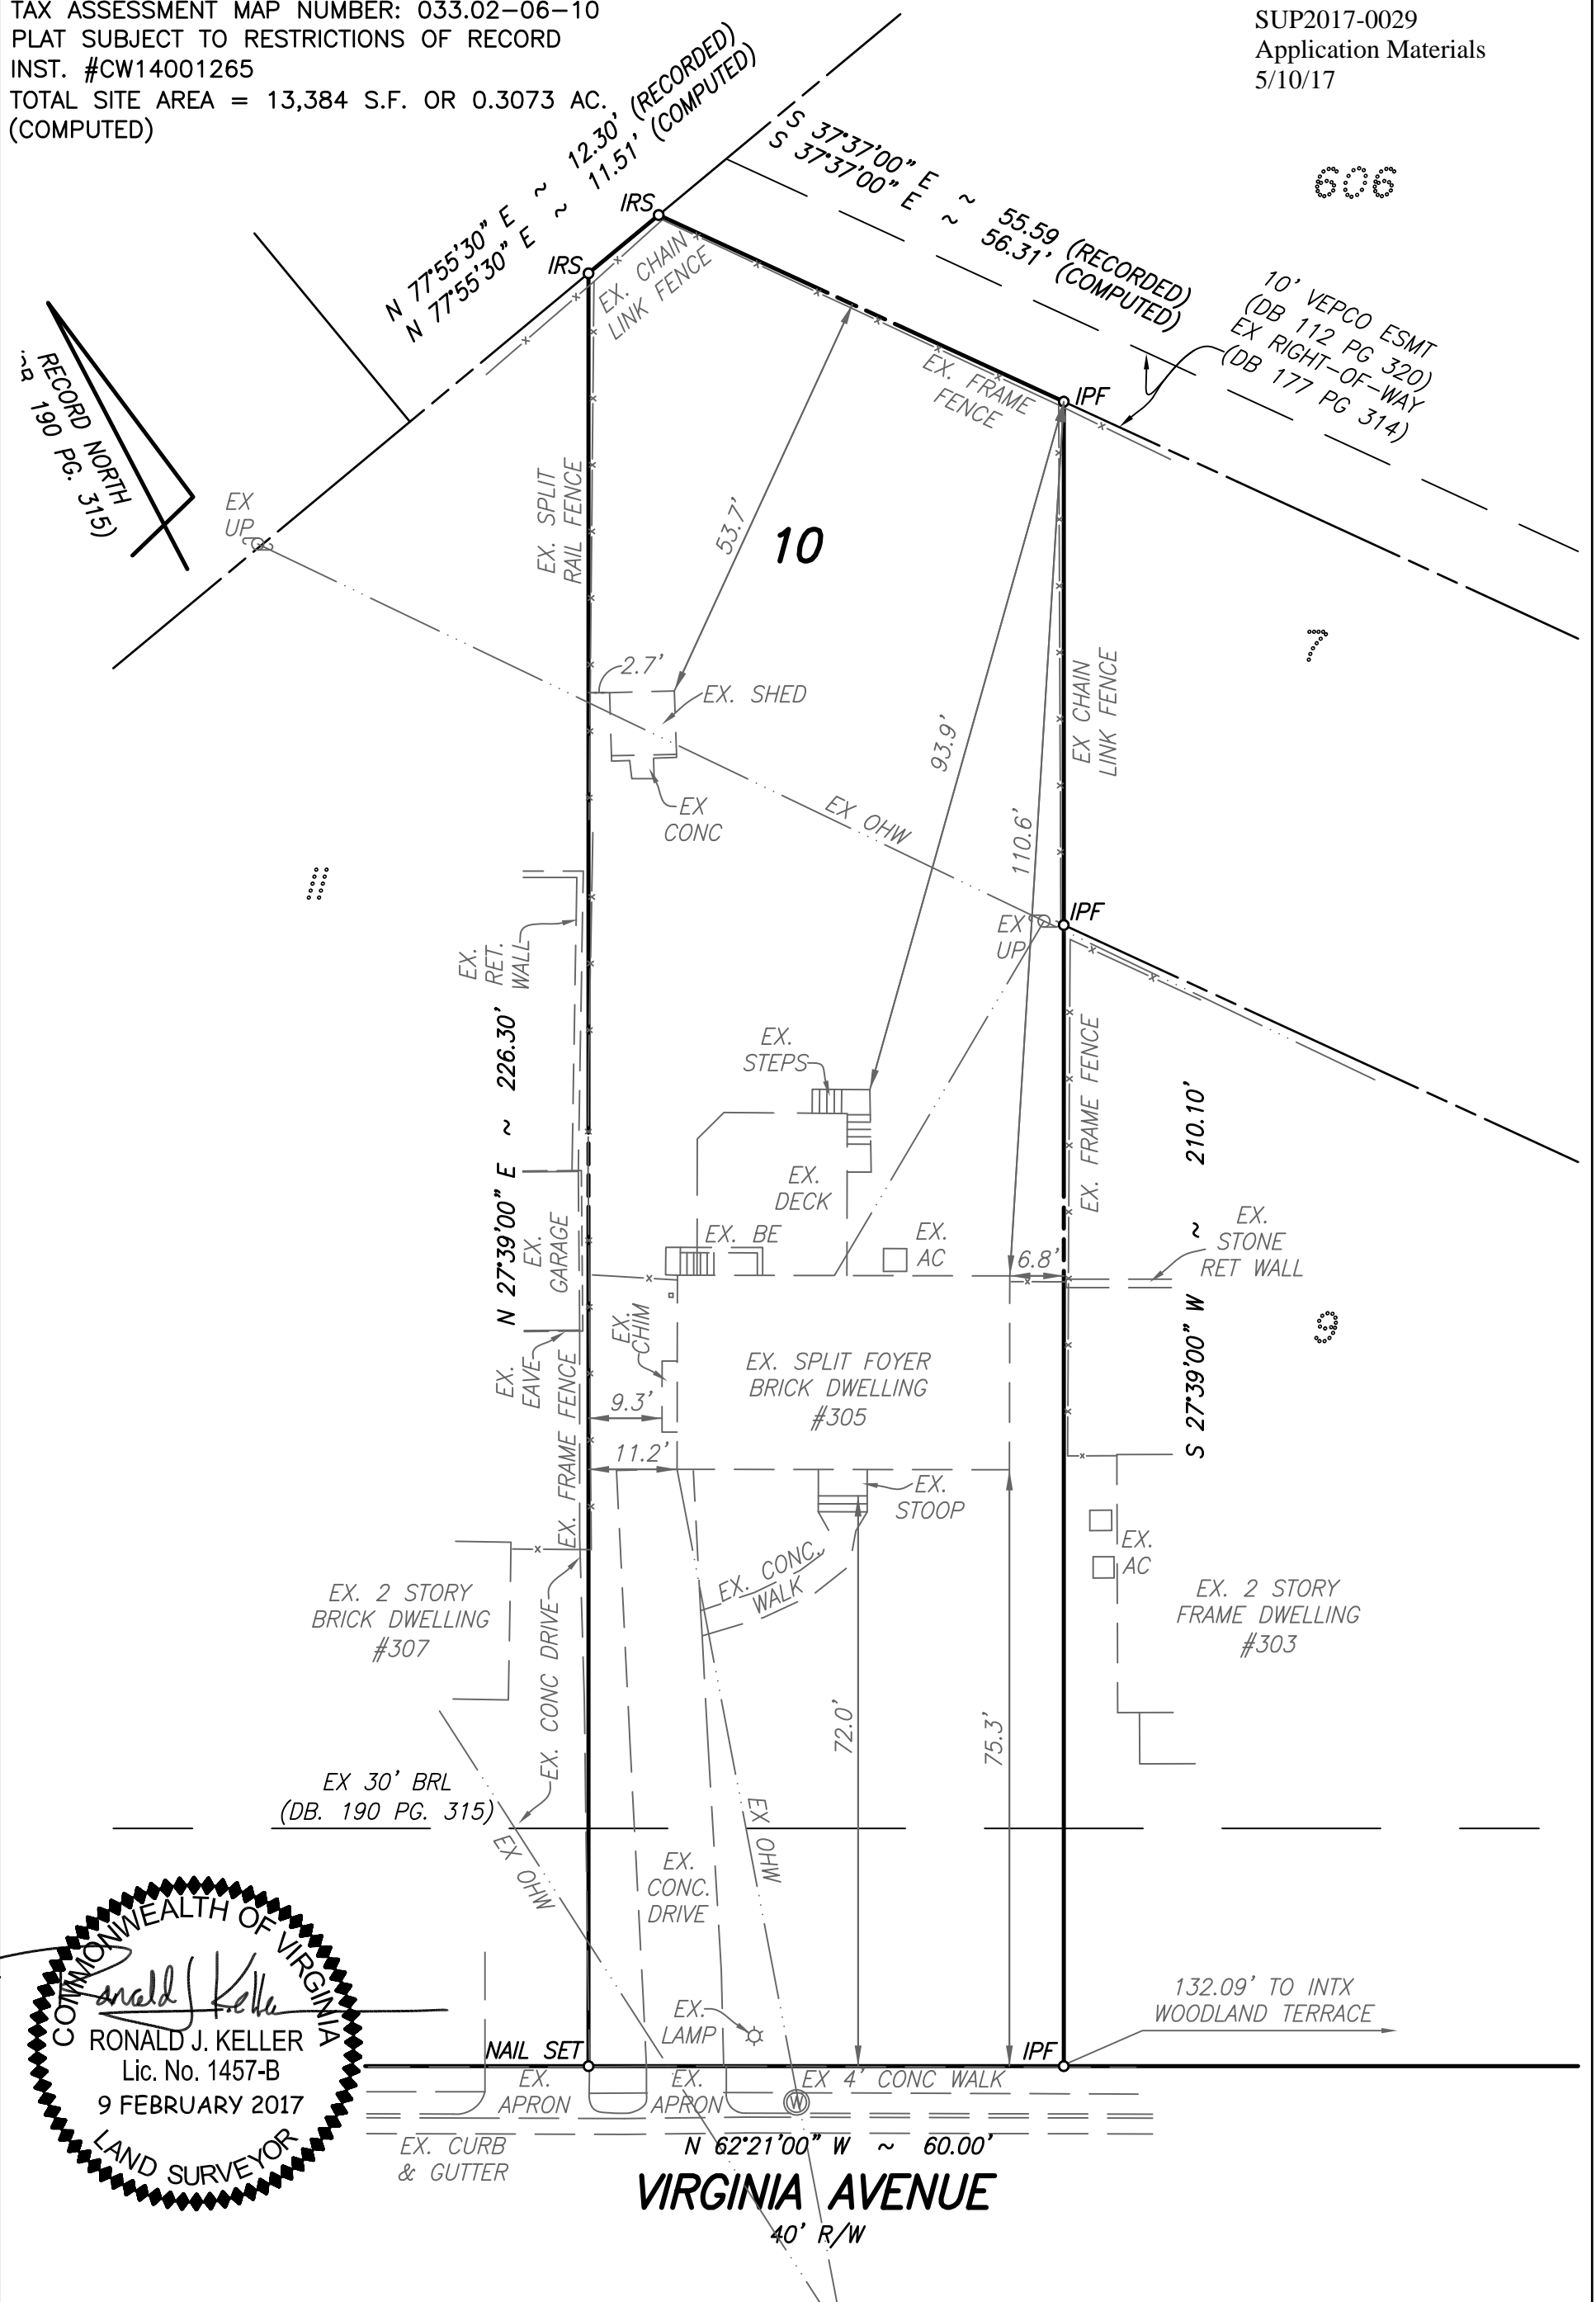 TAX ASSESSMENT MAP NUMBER: 033.02-06-10
PLAT SUBJECT TO RESTRICTIONS OF RECORD
INST. #CW14001265
TOTAL SITE AREA = 13,384 S.F. OR 0.3073 AC.
(COMPUTED)
SUP2017-0029
Application Materials
5/10/17
N 77°55'30" E ~ 12.30' (RECORDED)
N 77°55'30" E ~ 11.51' (COMPUTED)
S 37°37'00" E ~ 55.59 (RECORDED)
S 37°37'00" E ~ 56.31' (COMPUTED)
606
IRS
IRS
EX. CHAIN
LINK FENCE
10' VEPCO ESMT
(DB 112 PG 320)
EX RIGHT-OF-WAY
(DB 177 PG 314)
RECORD NORTH
190 PG. 315)
EX. FRAME
FENCE
IPF
EX
UP
EX. SPLIT
RAIL FENCE
53.7'
10
7
2.7'
EX. SHED
EX CHAIN
LINK FENCE
93.9'
EX
CONC
EX OHW
110.6'
11
EX
UP
IPF
EX.
RET.
WALL
N 27°39'00" E ~ 226.30'
EX.
STEPS
EX. FRAME FENCE
S 27°39'00" W ~ 210.10'
EX.
DECK
EX. BE
EX.
AC
6.8'
EX.
STONE
RET WALL
EX.
GARAGE
EX.
CHIM
9
EX.
EAVE
EX. FRAME FENCE
EX. SPLIT FOYER
BRICK DWELLING
#305
9.3'
11.2'
EX.
STOOP
EX. CONC.
WALK
EX.
AC
EX. 2 STORY
BRICK DWELLING
#307
EX. 2 STORY
FRAME DWELLING
#303
EX. CONC DRIVE
72.0'
75.3'
EX 30' BRL
(DB. 190 PG. 315)
EX OHW
EX OHW
EX.
CONC.
DRIVE
COMMONWEALTH OF VIRGINIA
Ronald J Keller
RONALD J. KELLER
Lic. No. 1457-B
9 FEBRUARY 2017
LAND SURVEYOR
EX.
LAMP
132.09' TO INTX
WOODLAND TERRACE
NAIL SET
IPF
EX.
APRON
EX.
APRON
W
EX 4' CONC WALK
EX. CURB
& GUTTER
N 62°21'00" W ~ 60.00'
VIRGINIA AVENUE
40' R/W